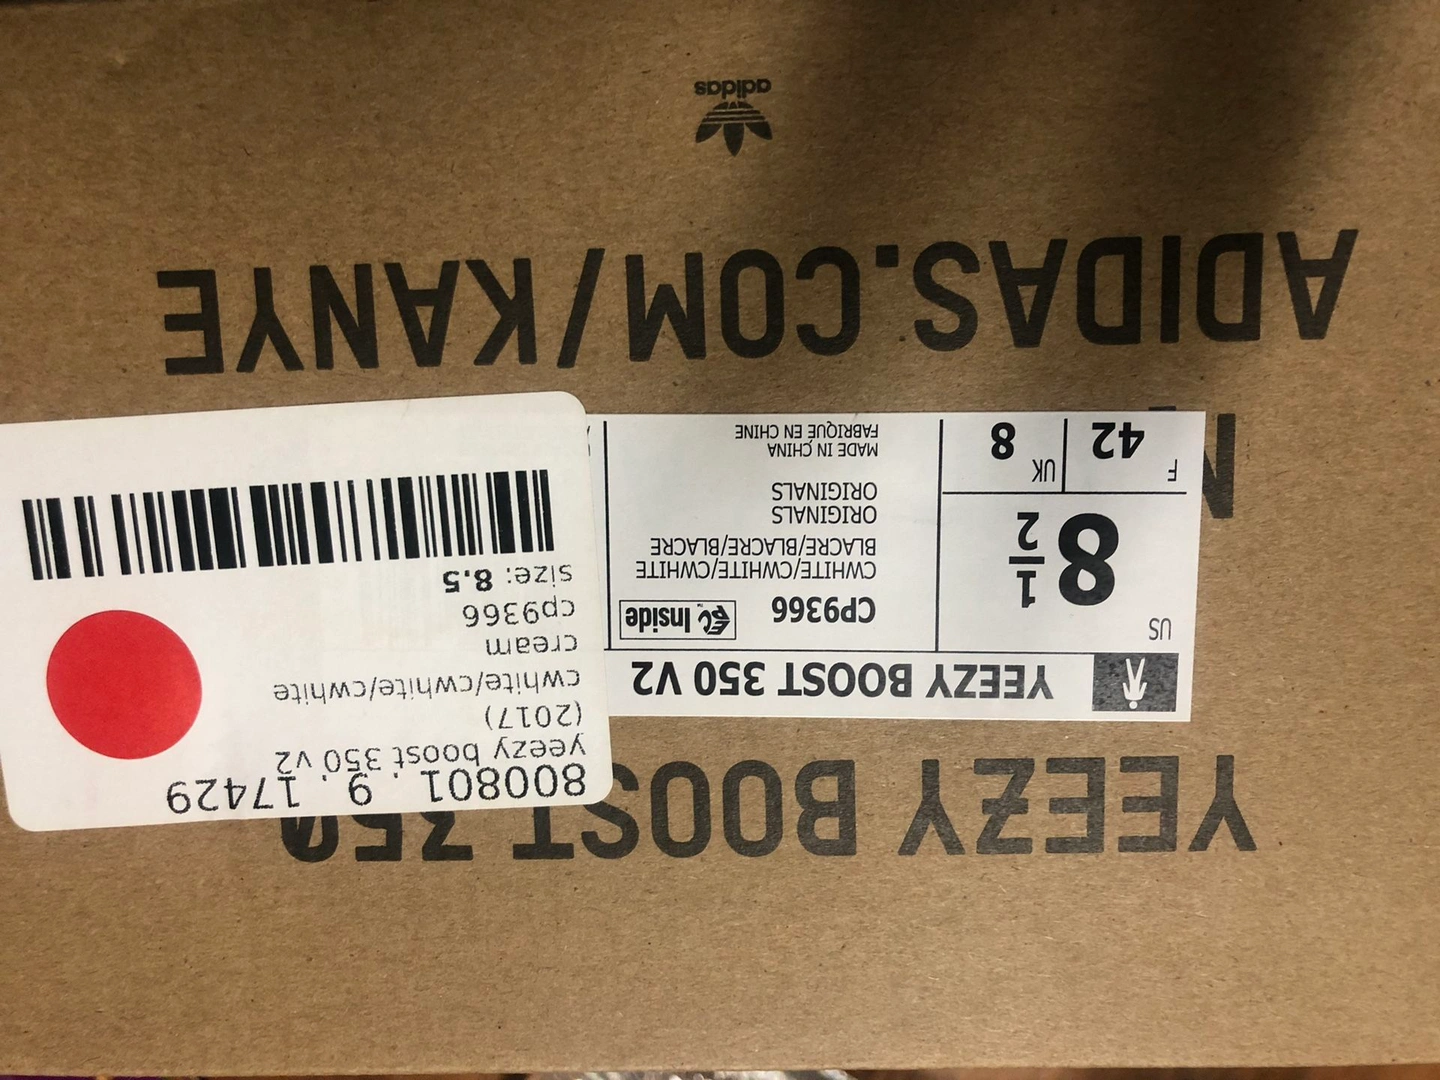 YEEZY BOOST 350
YEEZY BOOST 350 V2
US
8 1/2
F 42
UK 8
CP9366
Inside™
CWHITE/CWHITE/CWHITE
BLACRE/BLACRE/BLACRE
ORIGINALS
ORIGINALS
MADE IN CHINA
FABRIQUÉ EN CHINE
800801 . 9 . 17429
yeezy boost 350 v2
(2017)
cwhite/cwhite/cwhite
cream
cp9366
size: 8.5
ADIDAS.COM/KANYE
adidas